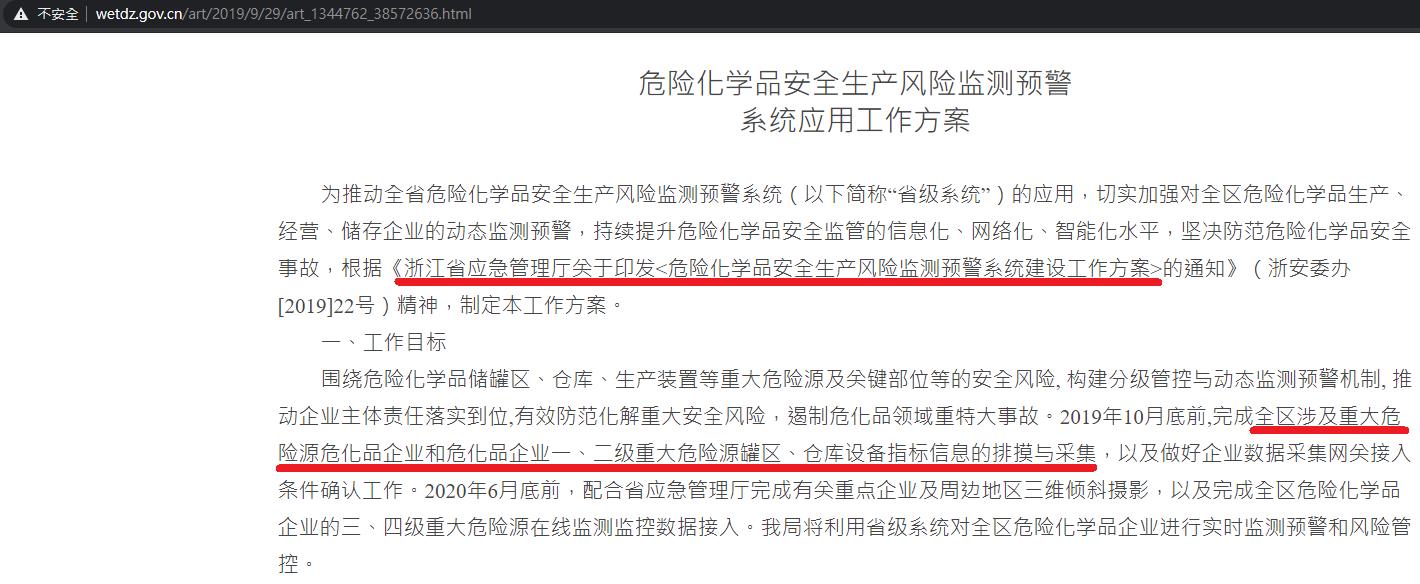 不安全 | wetdz.gov.cn/art/2019/9/29/art_1344762_38572636.html
危险化学品安全生产风险监测预警
系统应用工作方案
为推动全省危险化学品安全生产风险监测预警系统（以下简称“省级系统”）的应用，切实加强对全区危险化学品生产、
经营、储存企业的动态监测预警，持续提升危险化学品安全监管的信息化、网络化、智能化水平，坚决防范危险化学品安全
事故，根据《浙江省应急管理厅关于印发<危险化学品安全生产风险监测预警系统建设工作方案>的通知》（浙安委办
[2019]22号）精神，制定本工作方案。
一、工作目标
围绕危险化学品储罐区、仓库、生产装置等重大危险源及关键部位等的安全风险, 构建分级管控与动态监测预警机制, 推
动企业主体责任落实到位,有效防范化解重大安全风险，遏制危化品领域重特大事故。2019年10月底前,完成全区涉及重大危
险源危化品企业和危化品企业一、二级重大危险源罐区、仓库设备指标信息的排摸与采集，以及做好企业数据采集网关接入
条件确认工作。2020年6月底前，配合省应急管理厅完成有关重点企业及周边地区三维倾斜摄影，以及完成全区危险化学品
企业的三、四级重大危险源在线监测监控数据接入。我局将利用省级系统对全区危险化学品企业进行实时监测预警和风险管
控。